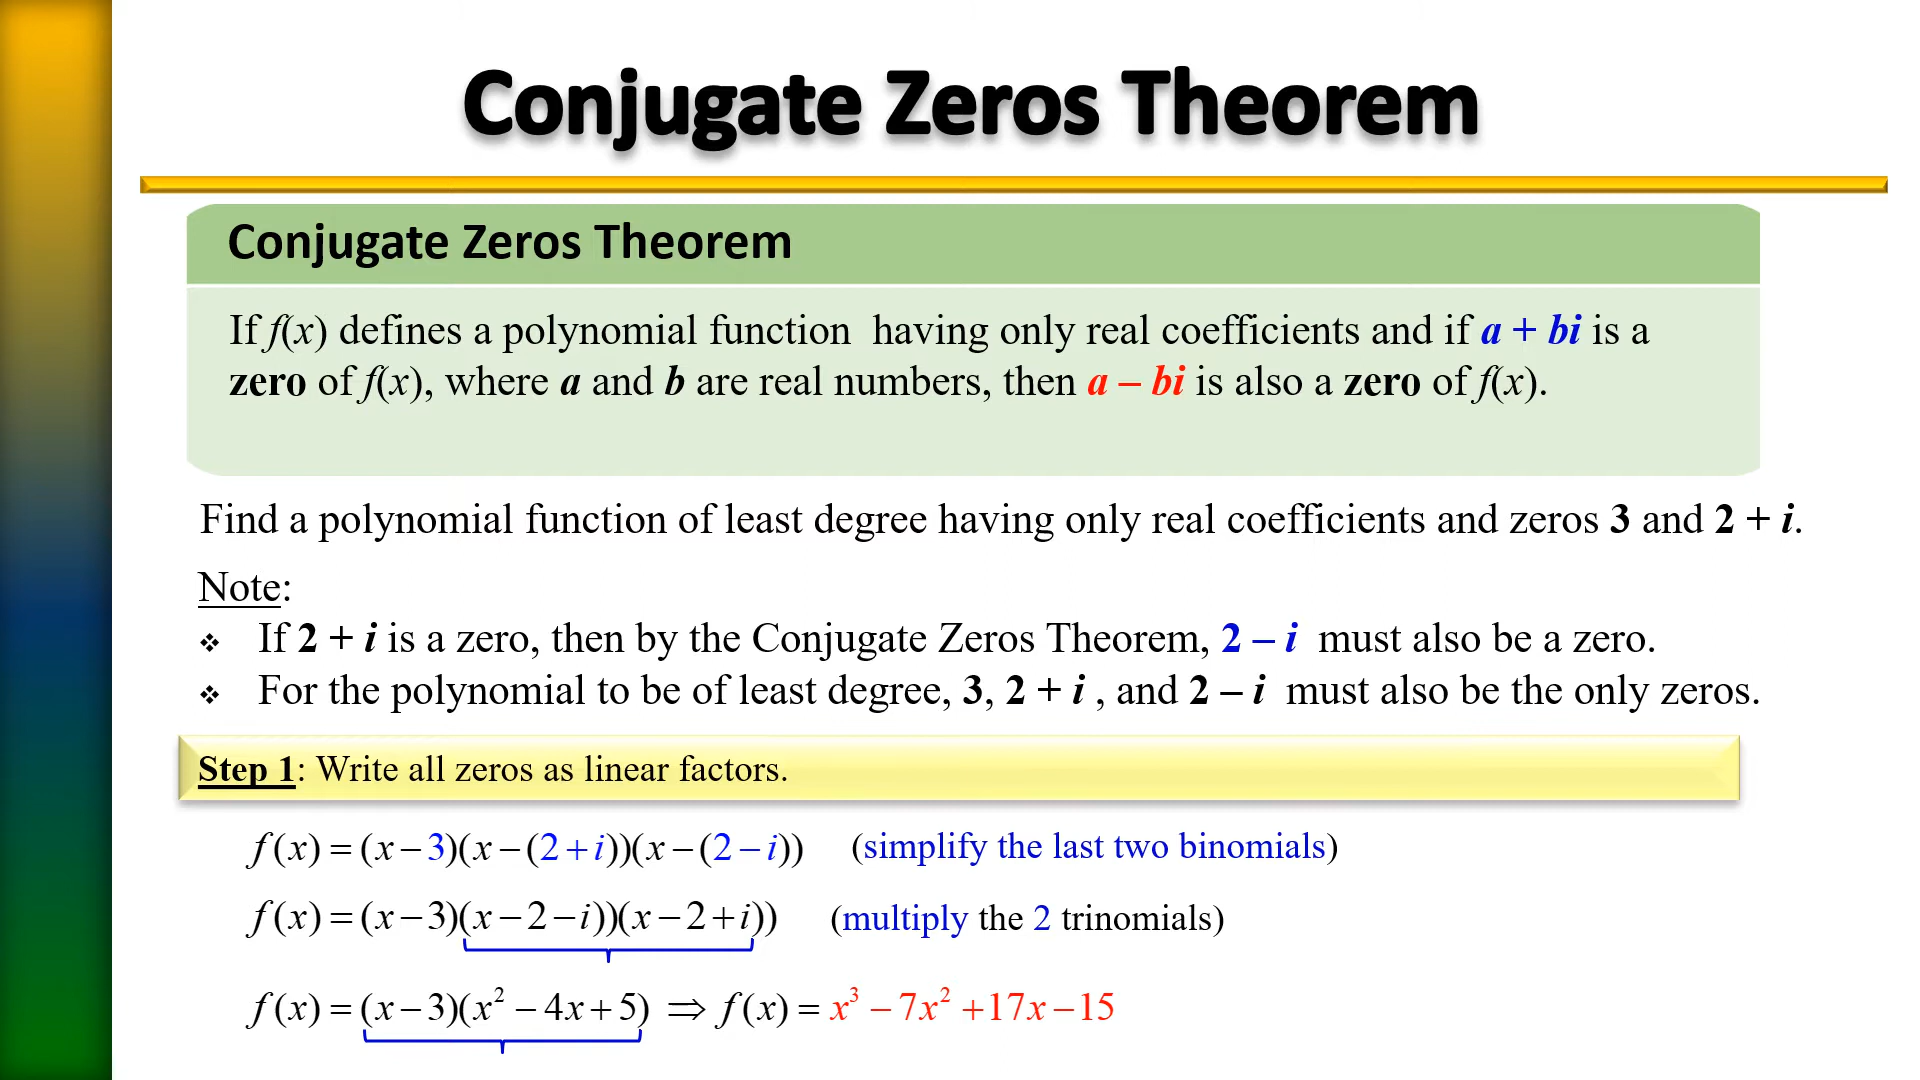 Conjugate Zeros Theorem
Conjugate Zeros Theorem
If f(x) defines a polynomial function having only real coefficients and if a + bi is a
zero of f(x), where a and b are real numbers, then a – bi is also a zero of f(x).
Find a polynomial function of least degree having only real coefficients and zeros 3 and 2 + i.
Note:
❖ If 2 + i is a zero, then by the Conjugate Zeros Theorem, 2 – i must also be a zero.
❖ For the polynomial to be of least degree, 3, 2 + i , and 2 – i must also be the only zeros.
Step 1: Write all zeros as linear factors.
f(x) = (x − 3)(x − (2 + i))(x − (2 − i)) (simplify the last two binomials)
f(x) = (x − 3)(x − 2 − i))(x − 2 + i)) (multiply the 2 trinomials)
f(x) = (x − 3)(x² − 4x + 5) ⇒ f(x) = x³ − 7x² + 17x − 15